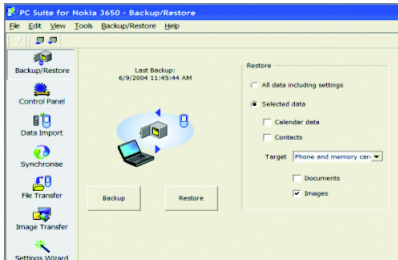 PC Suite for Nokia 3650 - Backup/Restore
File Edit View Tools Backup/Restore Help
Backup/Restore
Control Panel
Data Import
Synchronise
File Transfer
Image Transfer
Settings Wizard
Last Backup:
6/9/2004 11:45:44 AM
Backup
Restore
Restore
All data including settings
Selected data
Calendar data
Contacts
Target Phone and memory car
Documents
Images